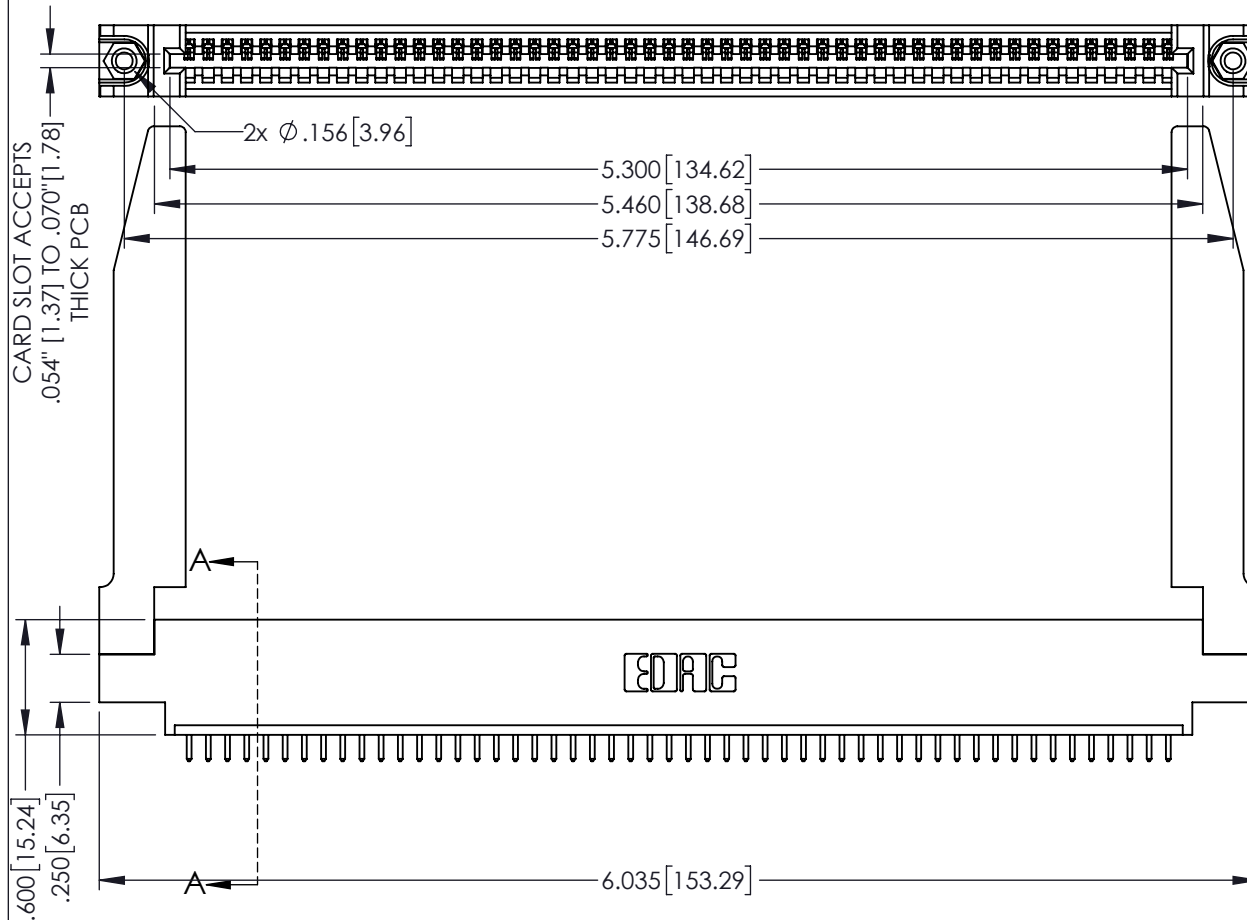 2x Ø .156[3.96]
CARD SLOT ACCEPTS
.054" [1.37] TO .070"[1.78]
THICK PCB
5.300[134.62]
5.460[138.68]
5.775[146.69]
A
EDAC
.600[15.24]
.250[6.35]
A
6.035[153.29]